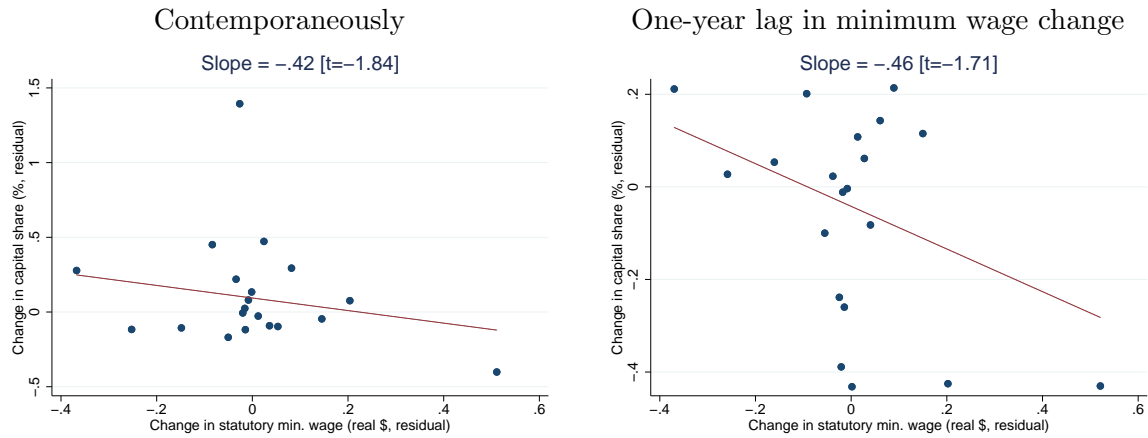 Contemporaneously
Slope = −.42 [t=−1.84]
Change in capital share (%, residual)
1.5
1
.5
0
−.5
−.4
−.2
0
.2
.4
.6
Change in statutory min. wage (real $, residual)
One-year lag in minimum wage change
Slope = −.46 [t=−1.71]
Change in capital share (%, residual)
.2
0
−.2
−.4
−.4
−.2
0
.2
.4
.6
Change in statutory min. wage (real $, residual)